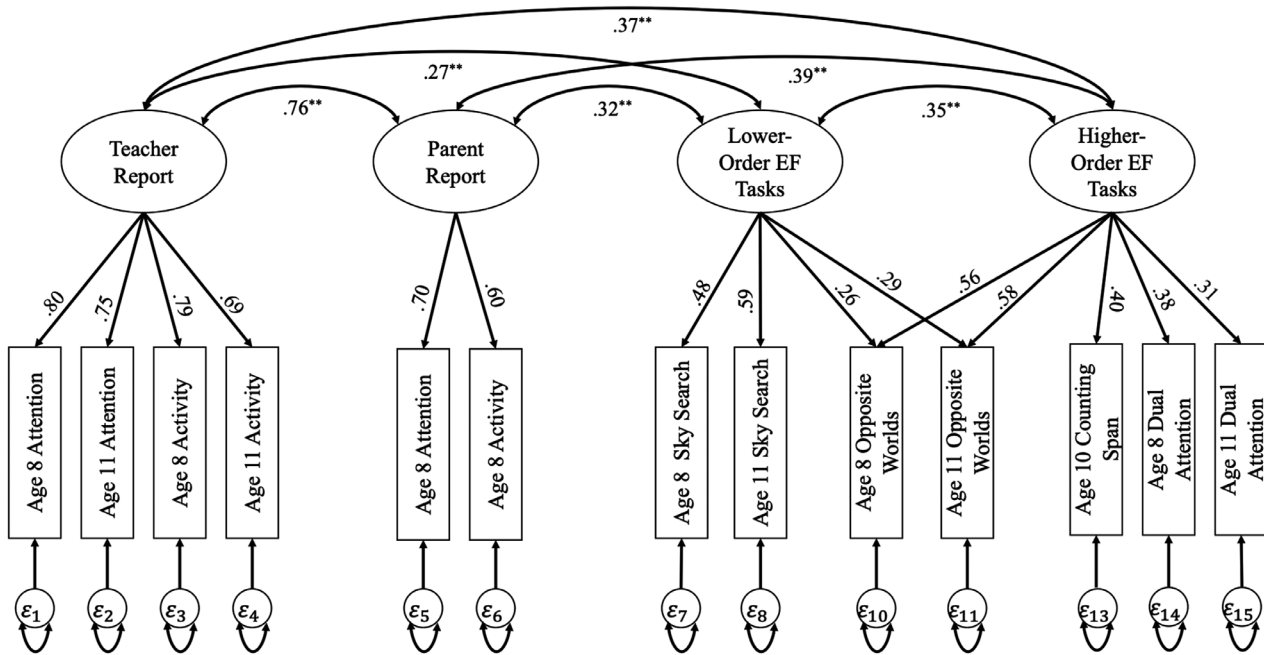 .37**
.27**
.39**
.76**
.32**
.35**
Teacher
Report
Parent
Report
Lower-
Order EF
Tasks
Higher-
Order EF
Tasks
.80
.75
.79
.69
.70
.60
.48
.59
.26
.29
.56
.58
.40
.38
.31
Age 8 Attention
Age 11 Attention
Age 8 Activity
Age 11 Activity
Age 8 Attention
Age 8 Activity
Age 8 Sky Search
Age 11 Sky Search
Age 8 Opposite
Worlds
Age 11 Opposite
Worlds
Age 10 Counting
Span
Age 8 Dual
Attention
Age 11 Dual
Attention
ε1
ε2
ε3
ε4
ε5
ε6
ε7
ε8
ε10
ε11
ε13
ε14
ε15